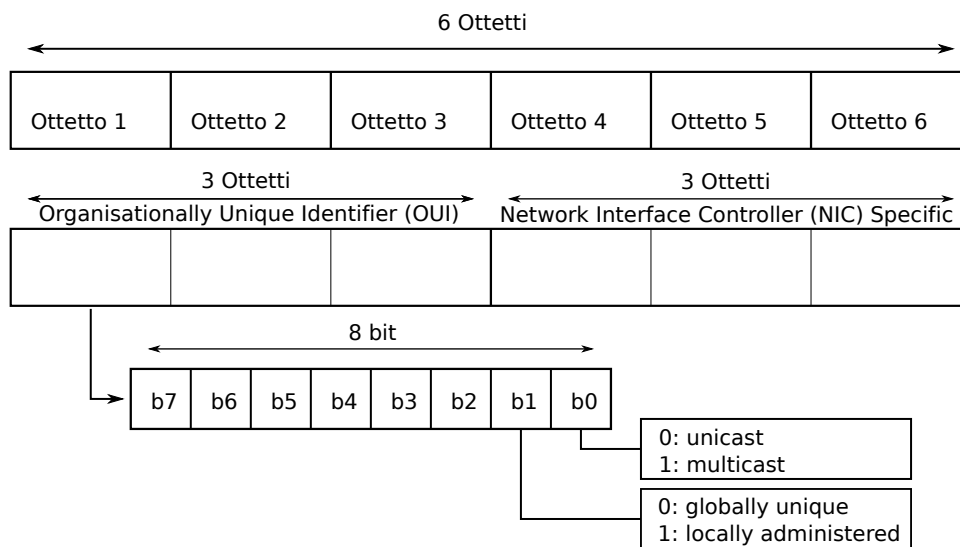 6 Ottetti
Ottetto 1 Ottetto 2 Ottetto 3 Ottetto 4 Ottetto 5 Ottetto 6
3 Ottetti 3 Ottetti
Organisationally Unique Identifier (OUI) Network Interface Controller (NIC) Specific
8 bit
b7 b6 b5 b4 b3 b2 b1 b0
0: unicast
1: multicast
0: globally unique
1: locally administered